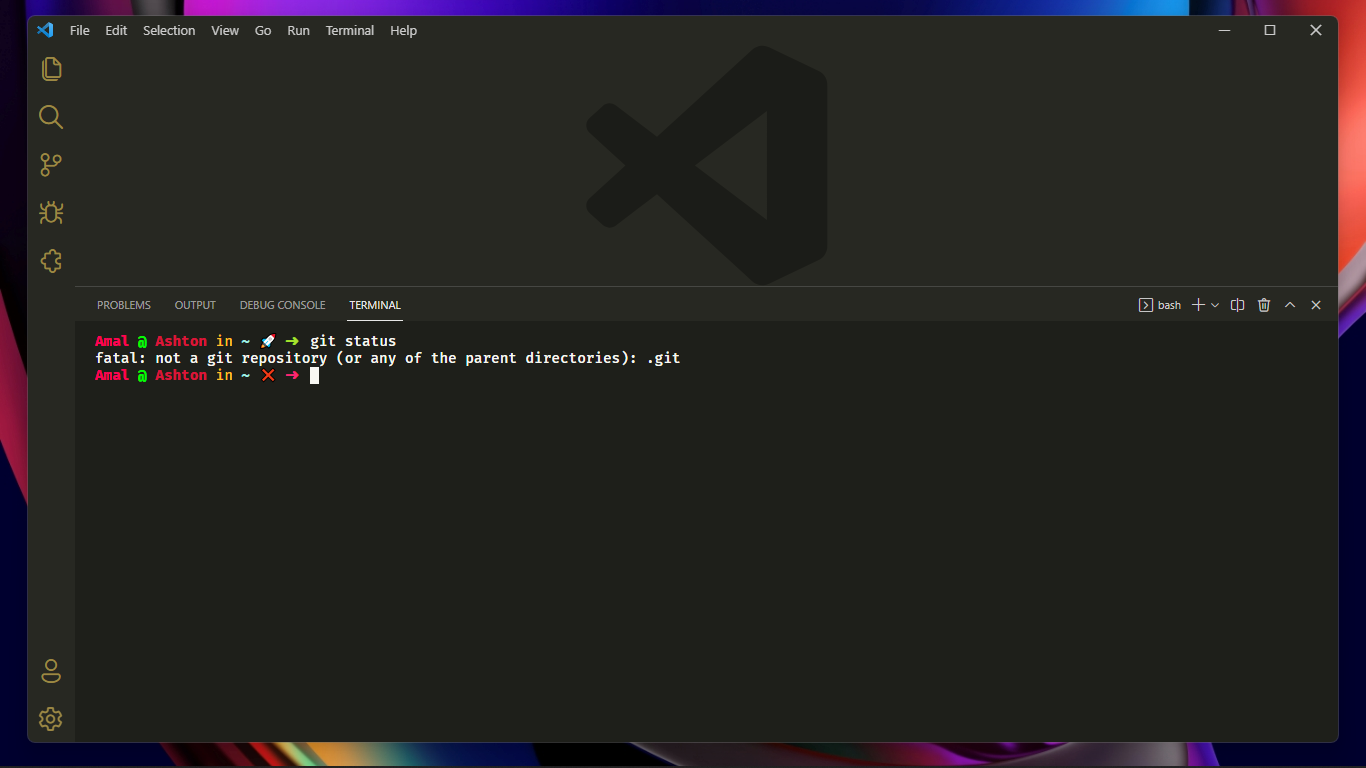 File Edit Selection View Go Run Terminal Help
PROBLEMS OUTPUT DEBUG CONSOLE TERMINAL bash
Amal @ Ashton in ~ 🚀 ➜ git status
fatal: not a git repository (or any of the parent directories): .git
Amal @ Ashton in ~ ❌ ➜